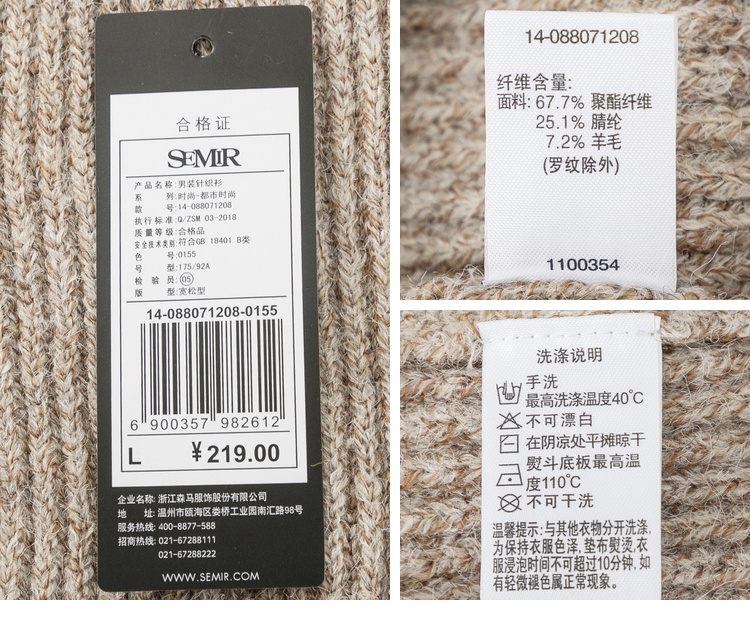 合格证
SEMIR
产品名称:男装针织衫
系 列:时尚-都市时尚
款 号:14-088071208
执行标准:Q/ZSM 03-2018
质量等级:合格品
安全技术类别:符合GB 18401 B类
色 号:0155
号 型:175/92A
检 验 员:05
版 型:宽松型
14-088071208-0155
6 900357 982612
L ¥219.00
企业名称: 浙江森马服饰股份有限公司
地 址: 温州市瓯海区娄桥工业园南汇路98号
服务热线: 400-8877-588
招商热线: 021-67288111
021-67288222
WWW.SEMIR.COM
14-088071208
纤维含量:
面料: 67.7% 聚酯纤维
25.1% 腈纶
7.2% 羊毛
(罗纹除外)
1100354
洗涤说明
手洗
最高洗涤温度40℃
不可漂白
在阴凉处平摊晾干
熨斗底板最高温
度110℃
不可干洗
温馨提示:与其他衣物分开洗涤,
为保持衣服色泽,垫布熨烫,衣
服浸泡时间不可超过10分钟,如
有轻微褪色属正常现象。